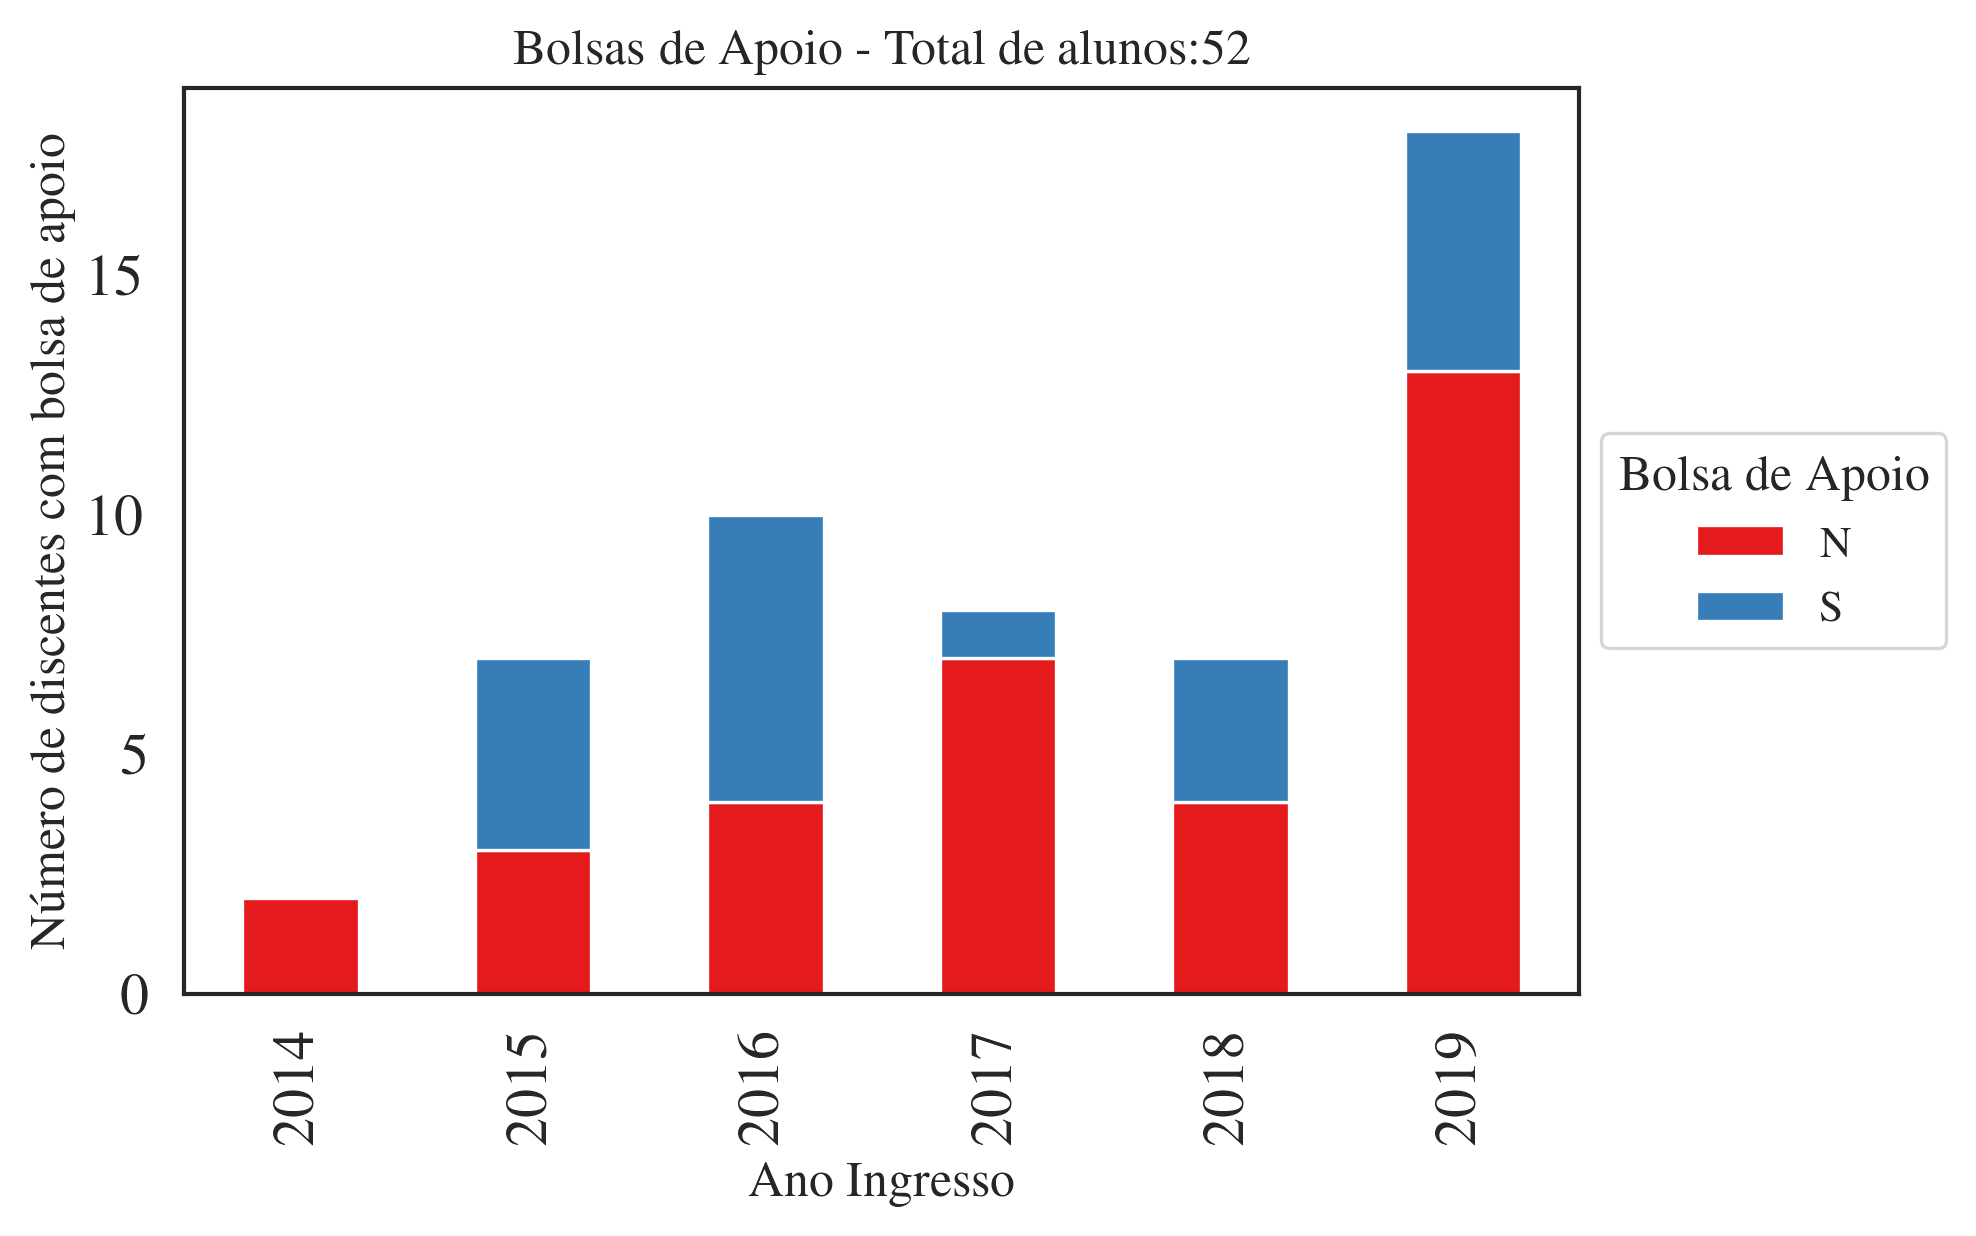 Bolsas de Apoio - Total de alunos:52
Número de discentes com bolsa de apoio
15
10
5
0
2014
2015
2016
2017
2018
2019
Ano Ingresso
Bolsa de Apoio
N
S